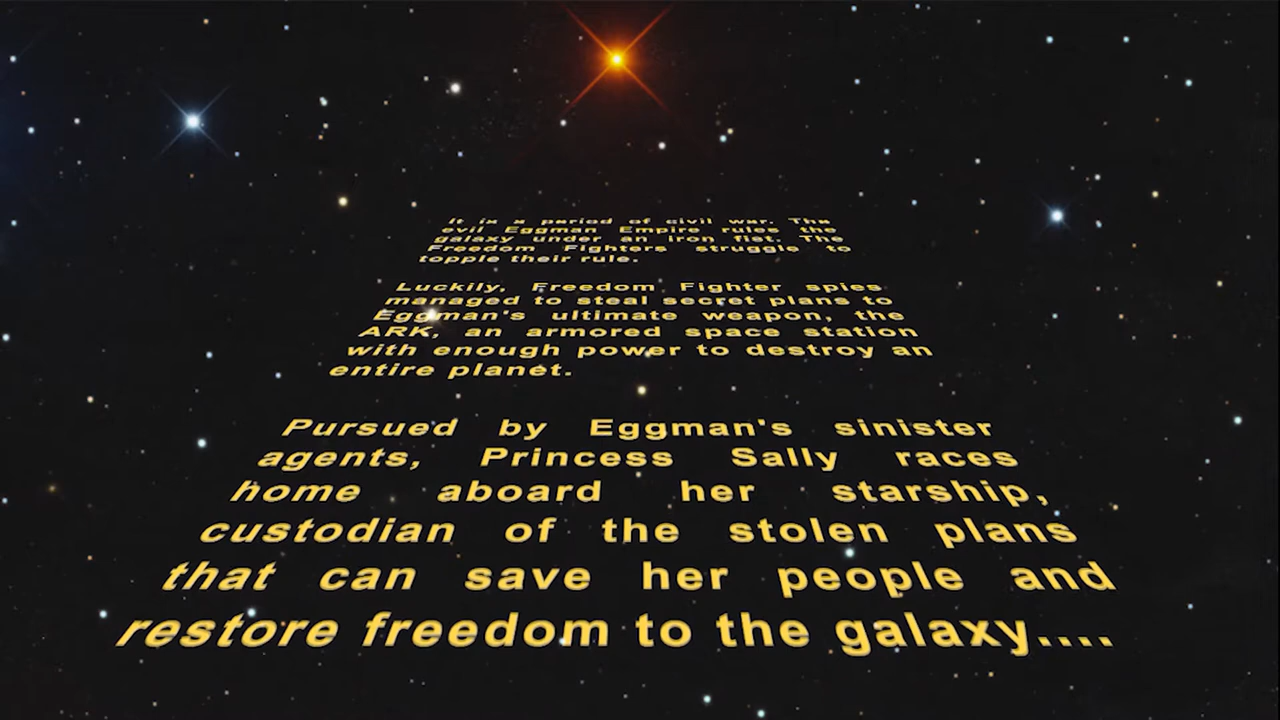 It is a period of civil war. The
evil Eggman Empire rules the
galaxy under an iron fist. The
Freedom Fighters struggle to
topple their rule.
Luckily, Freedom Fighter spies
managed to steal secret plans to
Eggman's ultimate weapon, the
ARK, an armored space station
with enough power to destroy an
entire planet.
Pursued by Eggman's sinister
agents, Princess Sally races
home aboard her starship,
custodian of the stolen plans
that can save her people and
restore freedom to the galaxy....